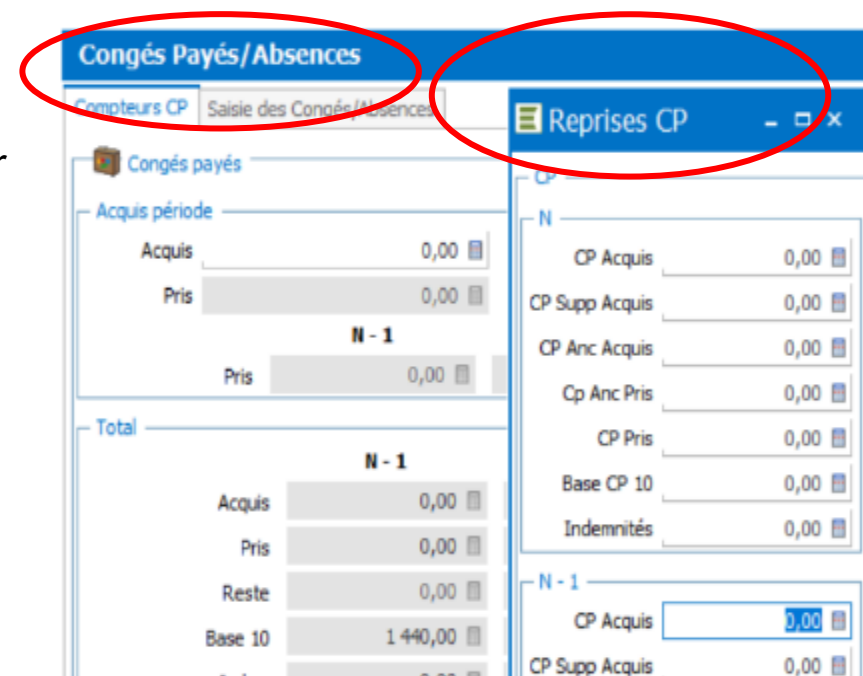 Congés Payés/Absences
Compteurs CP Saisie des Congés/Absences
r
Congés payés
Acquis période
Acquis 0,00
Pris 0,00
N - 1
Pris 0,00
Total
N - 1
Acquis 0,00
Pris 0,00
Reste 0,00
Base 10 1 440,00
Reprises CP
CP
N
CP Acquis 0,00
CP Supp Acquis 0,00
CP Anc Acquis 0,00
Cp Anc Pris 0,00
CP Pris 0,00
Base CP 10 0,00
Indemnités 0,00
N - 1
CP Acquis 0,00
CP Supp Acquis 0,00